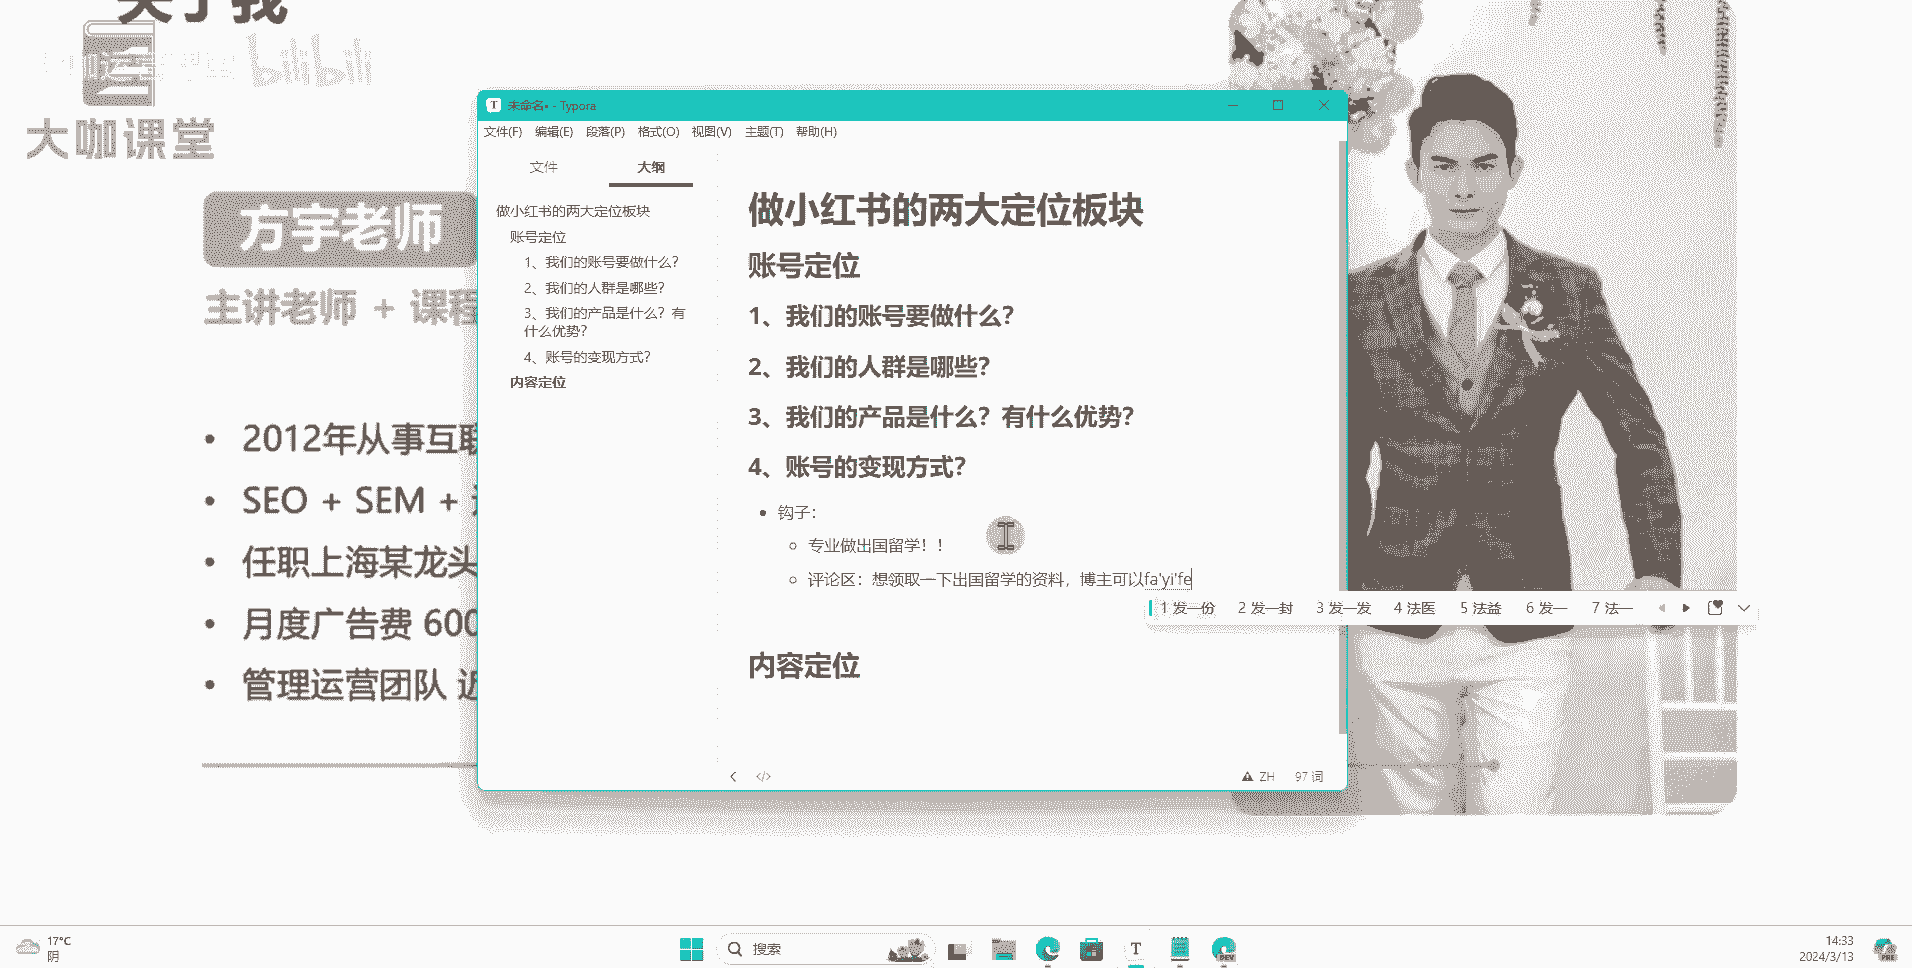 关于我
bilibili
大咖课堂
方宇老师
主讲老师 + 课程
• 2012年从事互联
• SEO + SEM +
• 任职上海某龙头
• 月度广告费 600
• 管理运营团队 近
未命名• - Typora
文件(F) 编辑(E) 段落(P) 格式(O) 视图(V) 主题(T) 帮助(H)
文件 大纲
做小红书的两大定位板块
账号定位
1、我们的账号要做什么？
2、我们的人群是哪些？
3、我们的产品是什么？有
什么优势？
4、账号的变现方式？
内容定位
做小红书的两大定位板块
账号定位
1、我们的账号要做什么？
2、我们的人群是哪些？
3、我们的产品是什么？有什么优势？
4、账号的变现方式？
• 钩子：
专业做出国留学！！
评论区：想领取一下出国留学的资料，博主可以fa'yi'fe
1 发一份 2 发一封 3 发一发 4 法医 5 法益 6 发一 7 法一
内容定位
ZH 97 词
17°C
阴
搜索
T
DEV
14:33
2024/3/13
PRE